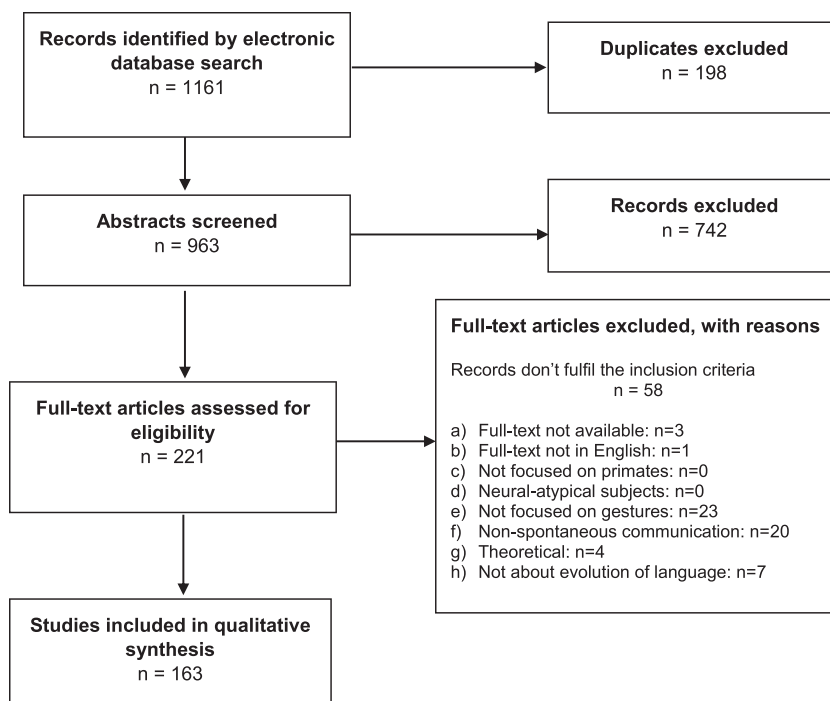 Records identified by electronic
database search
n = 1161
Duplicates excluded
n = 198
Abstracts screened
n = 963
Records excluded
n = 742
Full-text articles assessed for
eligibility
n = 221
Full-text articles excluded, with reasons
Records don't fulfil the inclusion criteria
n = 58
a) Full-text not available: n=3
b) Full-text not in English: n=1
c) Not focused on primates: n=0
d) Neural-atypical subjects: n=0
e) Not focused on gestures: n=23
f) Non-spontaneous communication: n=20
g) Theoretical: n=4
h) Not about evolution of language: n=7
Studies included in qualitative
synthesis
n = 163